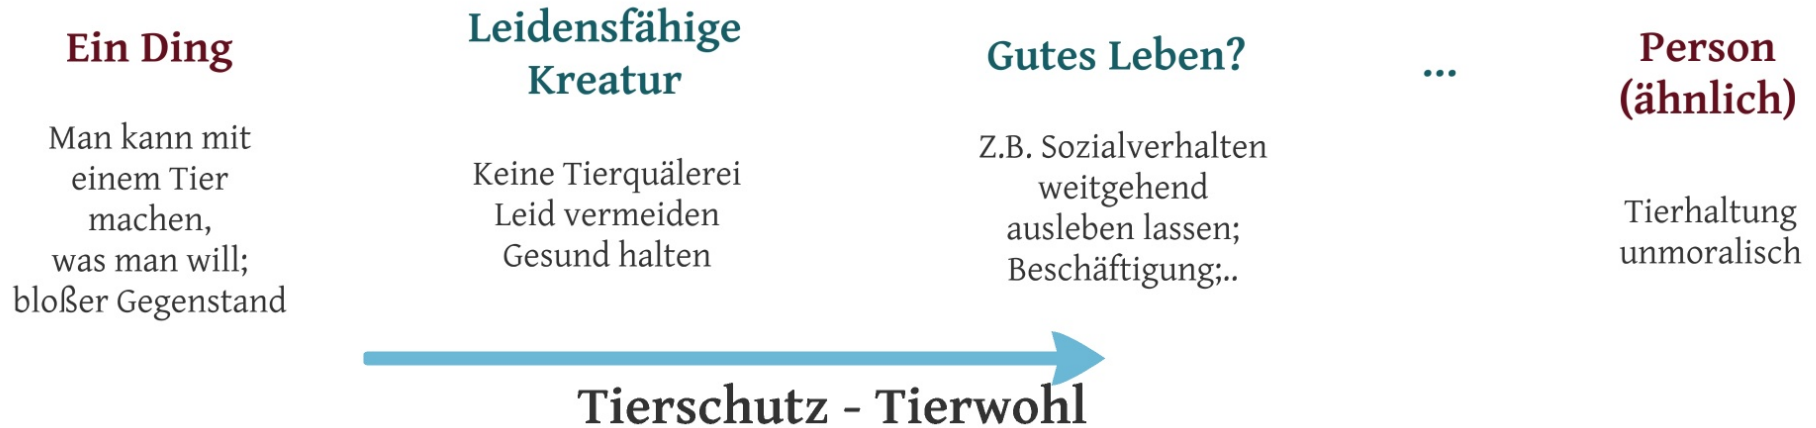 Ein Ding
Man kann mit
einem Tier
machen,
was man will;
bloßer Gegenstand
Leidensfähige
Kreatur
Keine Tierquälerei
Leid vermeiden
Gesund halten
Gutes Leben?
Z.B. Sozialverhalten
weitgehend
ausleben lassen;
Beschäftigung;..
...
Person
(ähnlich)
Tierhaltung
unmoralisch
Tierschutz - Tierwohl